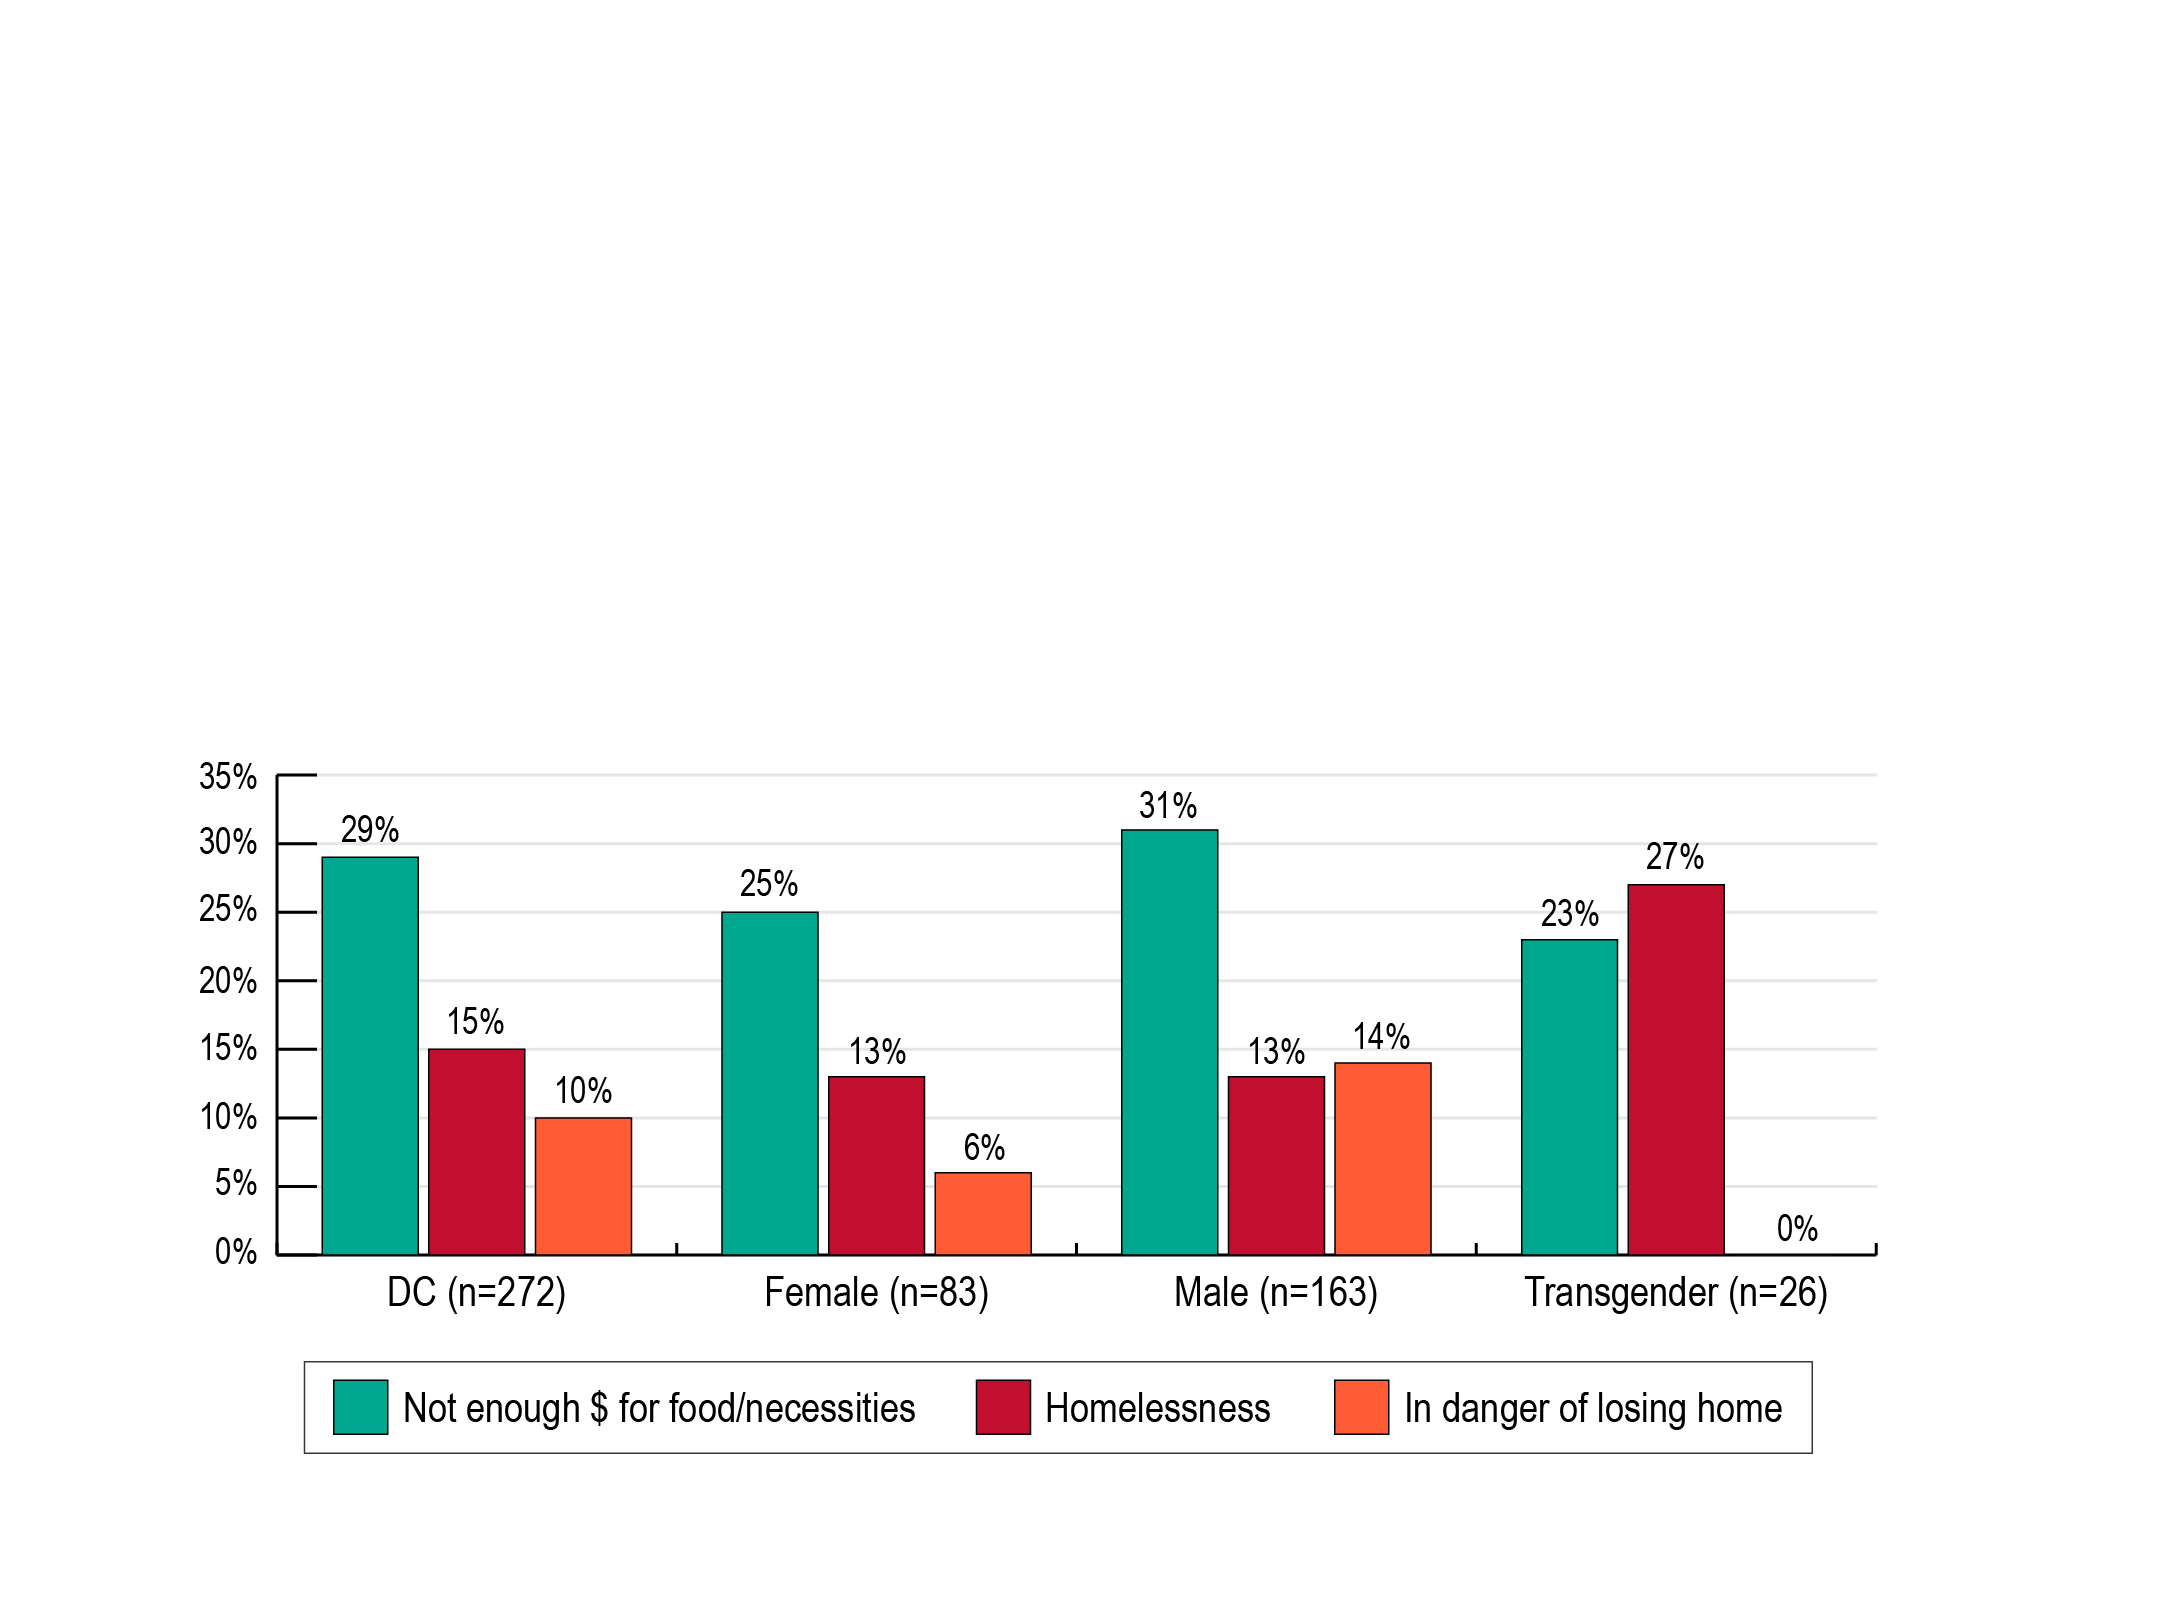 35%
30%
25%
20%
15%
10%
5%
0%
29%
15%
10%
25%
13%
6%
31%
13%
14%
23%
27%
0%
DC (n=272)
Female (n=83)
Male (n=163)
Transgender (n=26)
Not enough $ for food/necessities
Homelessness
In danger of losing home